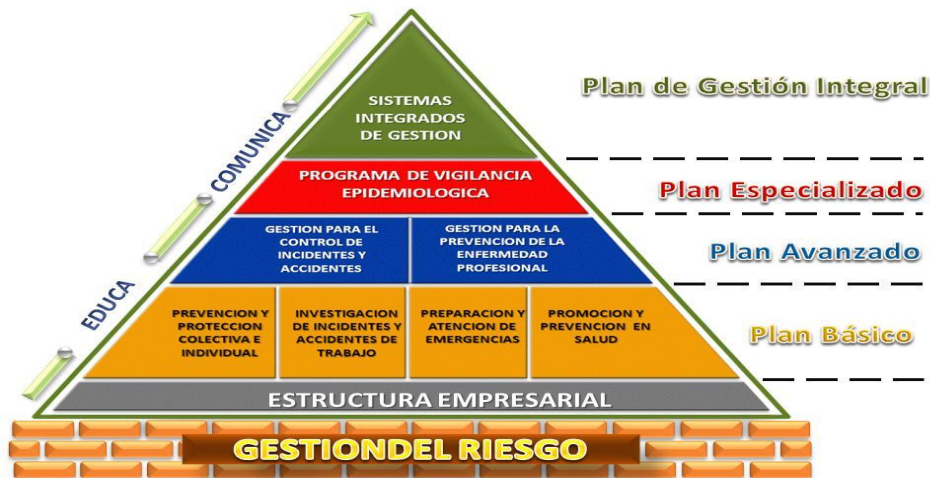 SISTEMAS
INTEGRADOS
DE GESTION
Plan de Gestión Integral
COMUNICA
EDUCA
PROGRAMA DE VIGILANCIA
EPIDEMIOLOGICA
Plan Especializado
GESTION PARA EL
CONTROL DE
INCIDENTES Y
ACCIDENTES
GESTION PARA LA
PREVENCION DE LA
ENFERMEDAD
PROFESIONAL
Plan Avanzado
PREVENCION Y
PROTECCION
COLECTIVA E
INDIVIDUAL
INVESTIGACION
DE INCIDENTES Y
ACCIDENTES DE
TRABAJO
PREPARACION Y
ATENCION DE
EMERGENCIAS
PROMOCION Y
PREVENCION EN
SALUD
Plan Básico
ESTRUCTURA EMPRESARIAL
GESTIONDEL RIESGO